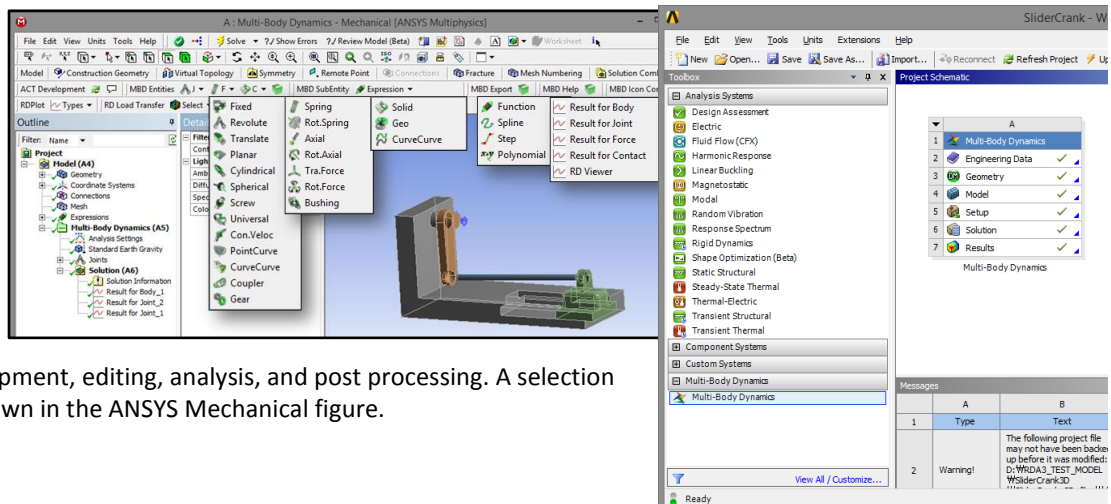 A : Multi-Body Dynamics - Mechanical [ANSYS Multiphysics]
File Edit View Units Tools Help Solve ?/ Show Errors ?/ Review Model (Beta) Worksheet
Model Construction Geometry Virtual Topology Symmetry Remote Point Connections Fracture Mesh Numbering Solution Comb
ACT Development MBD Entities J F C MBD SubEntity Expression MBD Export MBD Help MBD Icon Con
RDPlot Types RD Load Transfer Select
Outline
Filter: Name
Project
Model (A4)
Geometry
Coordinate Systems
Connections
Mesh
Expressions
Multi-Body Dynamics (A5)
Analysis Settings
Standard Earth Gravity
Joints
Solution (A6)
Solution Information
Result for Body_1
Result for Joint_2
Result for Joint_1
Details
Filte
Cont
Ligh
Amb
Diffu
Spec
Colo
Fixed
Revolute
Translate
Planar
Cylindrical
Spherical
Screw
Universal
Con.Veloc
PointCurve
CurveCurve
Coupler
Gear
Spring
Rot.Spring
Axial
Rot.Axial
Tra.Force
Rot.Force
Bushing
Solid
Geo
CurveCurve
Function
Spline
Step
Polynomial
Result for Body
Result for Joint
Result for Force
Result for Contact
RD Viewer
pment, editing, analysis, and post processing. A selection
wn in the ANSYS Mechanical figure.
SliderCrank - W
File Edit View Tools Units Extensions Help
New Open... Save Save As... Import... Reconnect Refresh Project Up
Toolbox
Analysis Systems
Design Assessment
Electric
Fluid Flow (CFX)
Harmonic Response
Linear Buckling
Magnetostatic
Modal
Random Vibration
Response Spectrum
Rigid Dynamics
Shape Optimization (Beta)
Static Structural
Steady-State Thermal
Thermal-Electric
Transient Structural
Transient Thermal
Component Systems
Custom Systems
Multi-Body Dynamics
Multi-Body Dynamics
View All / Customize...
Ready
Project Schematic
A
1 Multi-Body Dynamics
2 Engineering Data
3 Geometry
4 Model
5 Setup
6 Solution
7 Results
Multi-Body Dynamics
Messages
A B
1 Type Text
2 Warning! The following project file
may not have been backed
up before it was modified:
D:₩RDA3_TEST_MODEL
₩SliderCrank3D